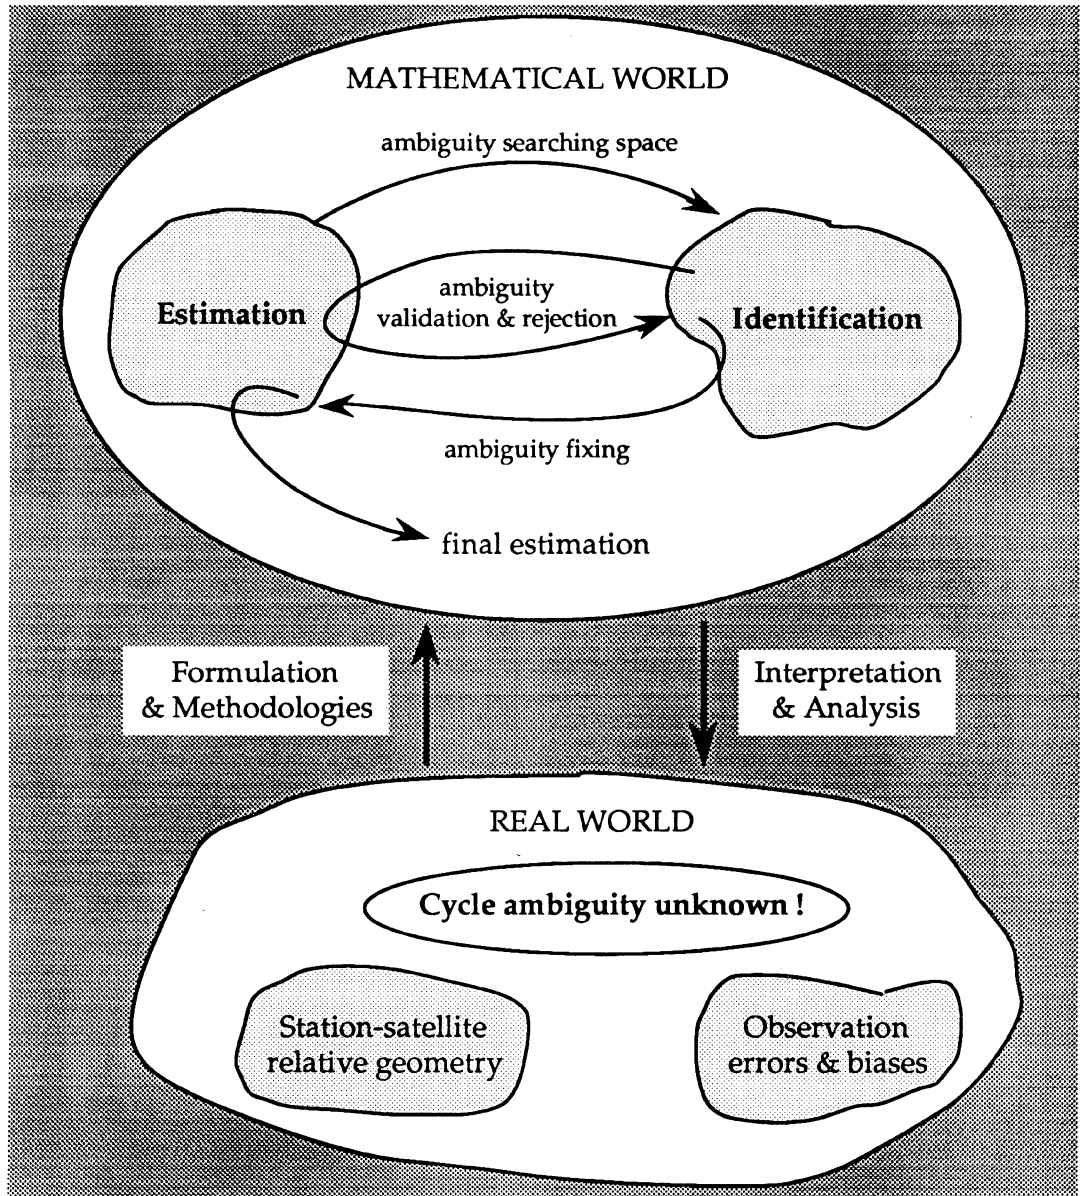 MATHEMATICAL WORLD
ambiguity searching space
ambiguity
validation & rejection
Estimation
Identification
ambiguity fixing
final estimation
Formulation
& Methodologies
Interpretation
& Analysis
REAL WORLD
Cycle ambiguity unknown !
Station-satellite
relative geometry
Observation
errors & biases